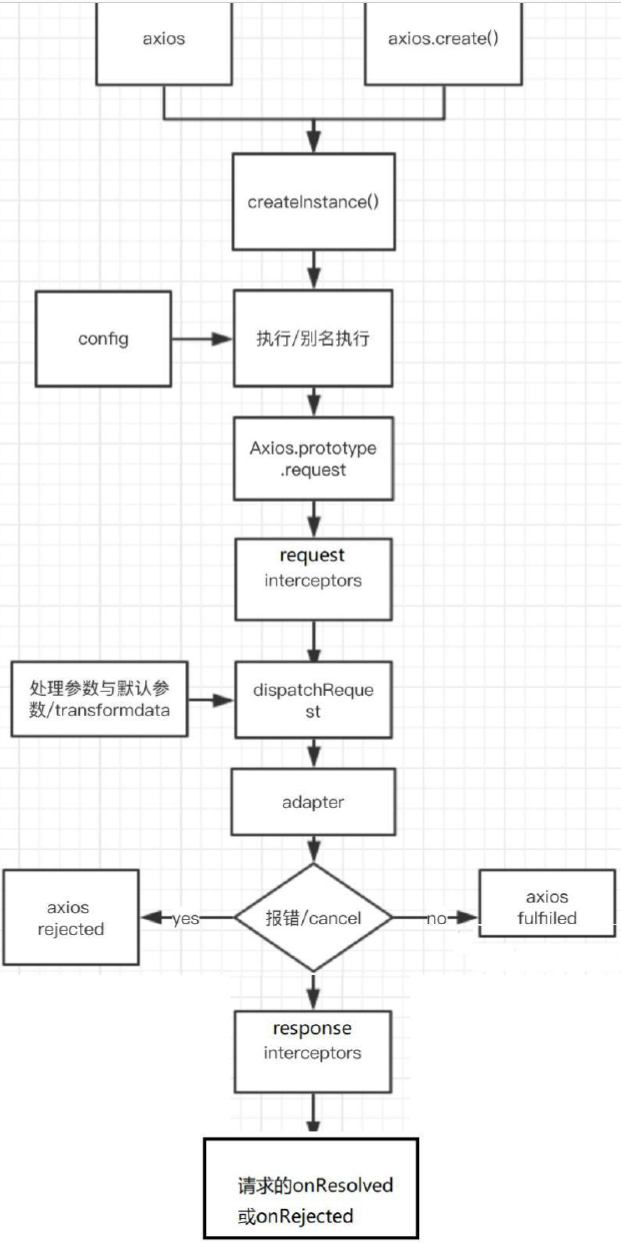 axios
axios.create()
createInstance()
config
执行/别名执行
Axios.prototype
.request
request
interceptors
处理参数与默认参
数/transformdata
dispatchReque
st
adapter
axios
rejected
yes
报错/cancel
no
axios
fulfiiled
response
interceptors
请求的onResolved
或onRejected